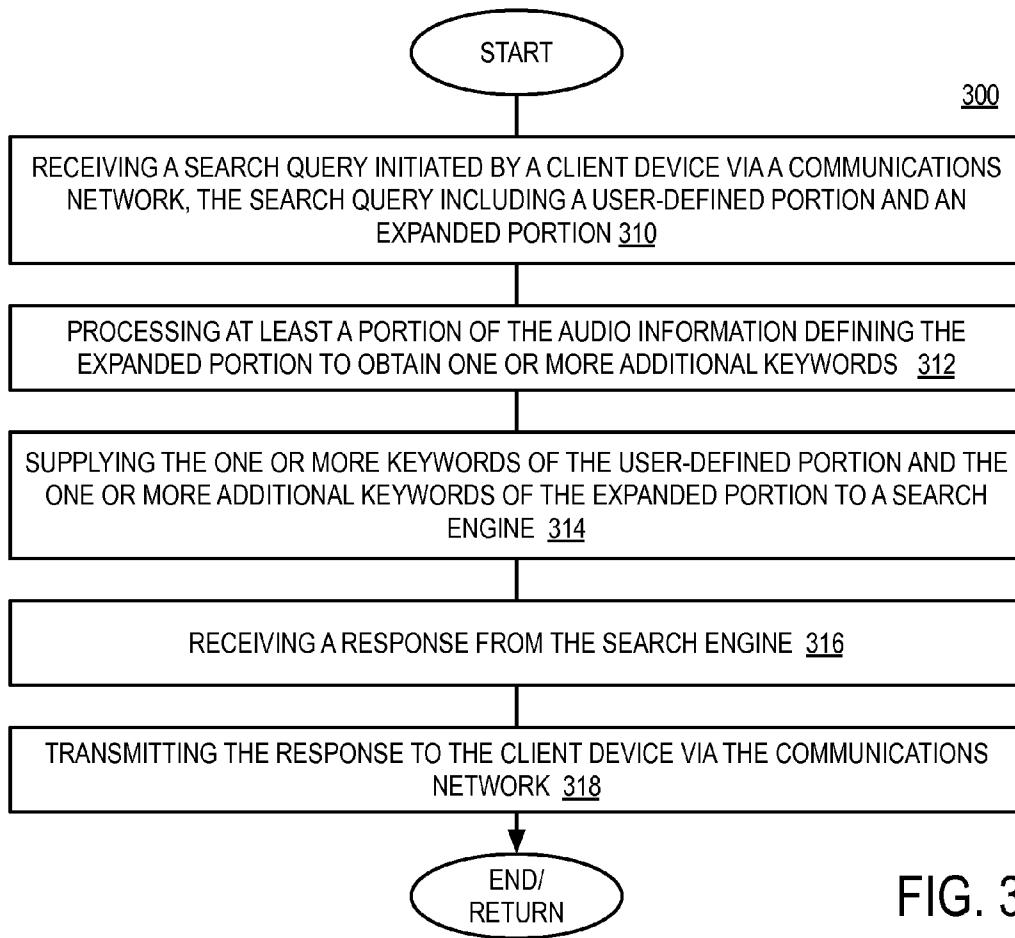 START
300
RECEIVING A SEARCH QUERY INITIATED BY A CLIENT DEVICE VIA A COMMUNICATIONS
NETWORK, THE SEARCH QUERY INCLUDING A USER-DEFINED PORTION AND AN
EXPANDED PORTION 310
PROCESSING AT LEAST A PORTION OF THE AUDIO INFORMATION DEFINING THE
EXPANDED PORTION TO OBTAIN ONE OR MORE ADDITIONAL KEYWORDS 312
SUPPLYING THE ONE OR MORE KEYWORDS OF THE USER-DEFINED PORTION AND THE
ONE OR MORE ADDITIONAL KEYWORDS OF THE EXPANDED PORTION TO A SEARCH
ENGINE 314
RECEIVING A RESPONSE FROM THE SEARCH ENGINE 316
TRANSMITTING THE RESPONSE TO THE CLIENT DEVICE VIA THE COMMUNICATIONS
NETWORK 318
END/
RETURN
FIG. 3